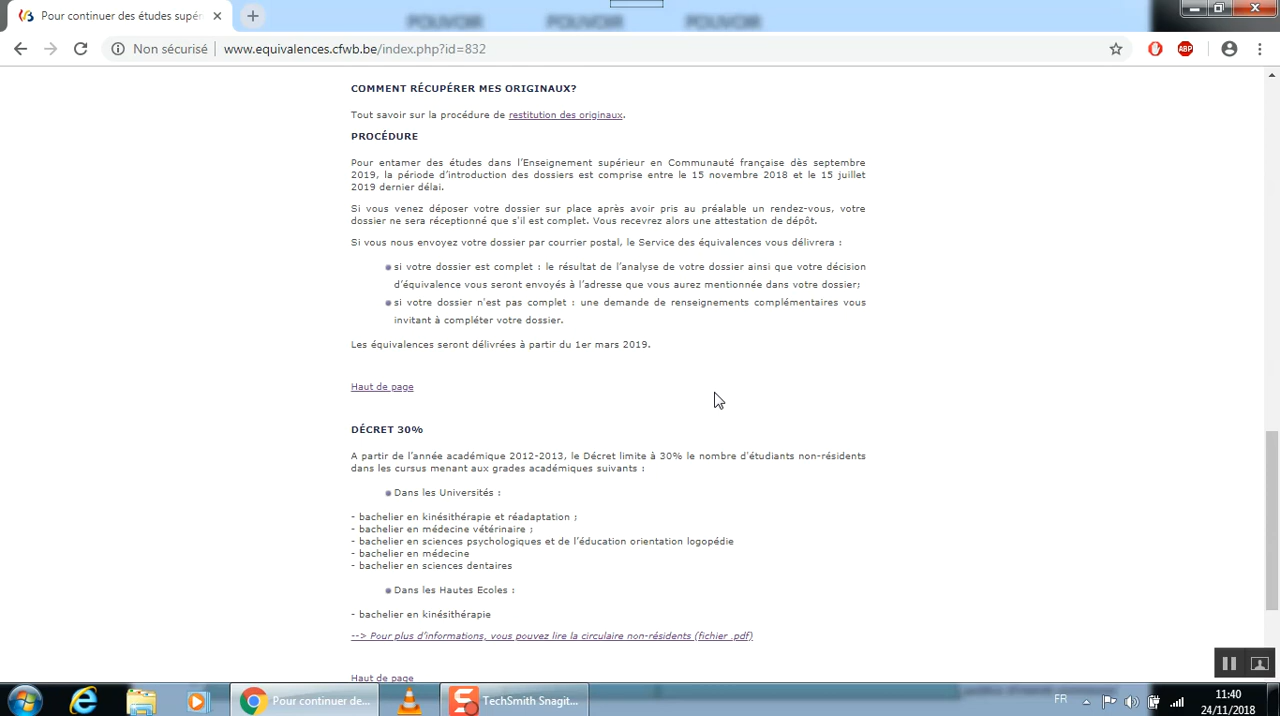 POUVOIR POUVOIR POUVOIR
Pour continuer des études supér
Non sécurisé www.equivalences.cfwb.be/index.php?id=832
ABP
COMMENT RÉCUPÉRER MES ORIGINAUX?
Tout savoir sur la procédure de restitution des originaux.
PROCÉDURE
Pour entamer des études dans l’Enseignement supérieur en Communauté française dès septembre
2019, la période d’introduction des dossiers est comprise entre le 15 novembre 2018 et le 15 juillet
2019 dernier délai.
Si vous venez déposer votre dossier sur place après avoir pris au préalable un rendez-vous, votre
dossier ne sera réceptionné que s'il est complet. Vous recevrez alors une attestation de dépôt.
Si vous nous envoyez votre dossier par courrier postal, le Service des équivalences vous délivrera :
si votre dossier est complet : le résultat de l’analyse de votre dossier ainsi que votre décision
d’équivalence vous seront envoyés à l’adresse que vous aurez mentionnée dans votre dossier;
si votre dossier n'est pas complet : une demande de renseignements complémentaires vous
invitant à compléter votre dossier.
Les équivalences seront délivrées à partir du 1er mars 2019.
Haut de page
DÉCRET 30%
A partir de l’année académique 2012-2013, le Décret limite à 30% le nombre d'étudiants non-résidents
dans les cursus menant aux grades académiques suivants :
Dans les Universités :
- bachelier en kinésithérapie et réadaptation ;
- bachelier en médecine vétérinaire ;
- bachelier en sciences psychologiques et de l’éducation orientation logopédie
- bachelier en médecine
- bachelier en sciences dentaires
Dans les Hautes Ecoles :
- bachelier en kinésithérapie
--> Pour plus d’informations, vous pouvez lire la circulaire non-résidents (fichier .pdf)
Haut de page
Pour continuer de...
TechSmith Snagit...
FR
11:40
24/11/2018